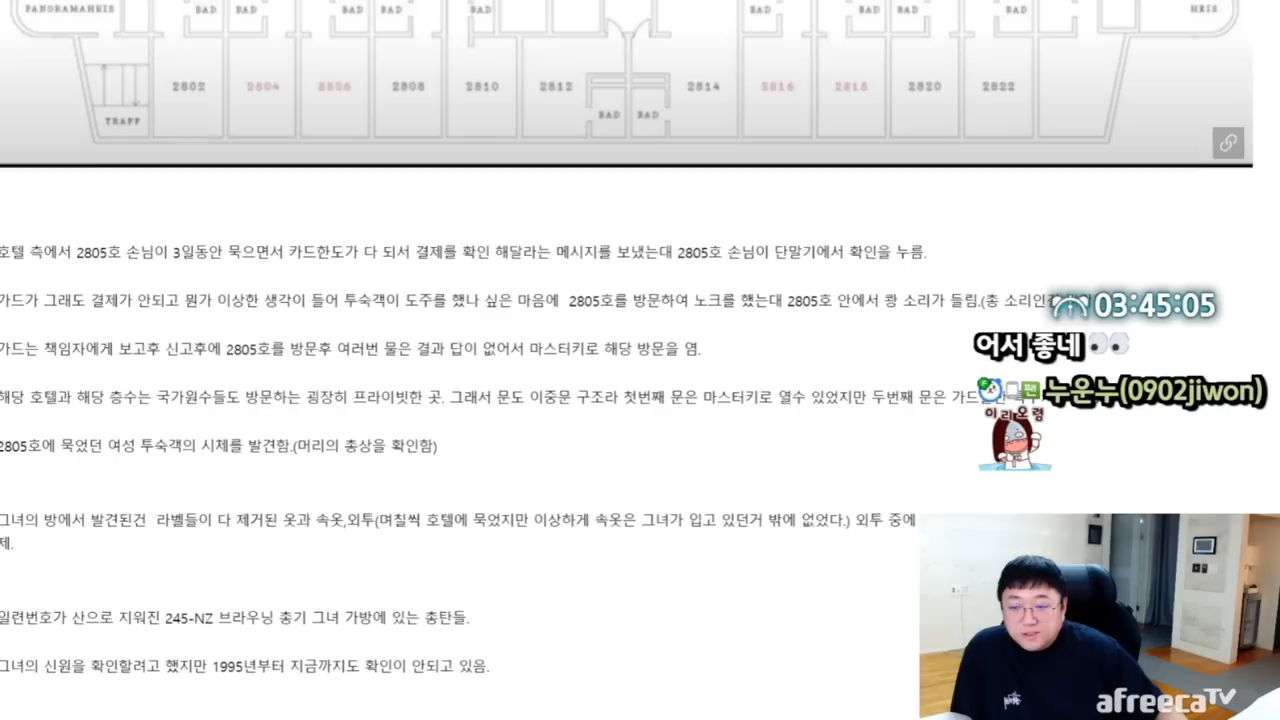 PANORAMAHEIS
BAD
BAD
BAD
BAD
BAD
BAD
BAD
BAD
BAD
HEIS
2802
2804
2806
2808
2810
2812
2814
2816
2818
2820
2822
TRAPP
BAD
BAD
호텔 측에서 2805호 손님이 3일동안 묵으면서 카드한도가 다 되서 결제를 확인 해달라는 메시지를 보냈는대 2805호 손님이 단말기에서 확인을 누름.
가드가 그래도 결제가 안되고 뭔가 이상한 생각이 들어 투숙객이 도주를 했나 싶은 마음에 2805호를 방문하여 노크를 했는대 2805호 안에서 쾅 소리가 들림.(총 소리인
03:45:05
어서 좋네
가드는 책임자에게 보고후 신고후에 2805호를 방문후 여러번 물은 결과 답이 없어서 마스터키로 해당 방문을 염.
해당 호텔과 해당 층수는 국가원수들도 방문하는 굉장히 프라이빗한 곳. 그래서 문도 이중문 구조라 첫번째 문은 마스터키로 열수 있었지만 두번째 문은 가드
팬
누운누(0902jiwon)
이리오령
2805호에 묵었던 여성 투숙객의 시체를 발견함.(머리의 총상을 확인함)
그녀의 방에서 발견된건 라벨들이 다 제거된 옷과 속옷,외투(며칠씩 호텔에 묵었지만 이상하게 속옷은 그녀가 입고 있던거 밖에 없었다.) 외투 중에
제.
일련번호가 산으로 지워진 245-NZ 브라우닝 총기 그녀 가방에 있는 총탄들.
그녀의 신원을 확인할려고 했지만 1995년부터 지금까지도 확인이 안되고 있음.
afreecaTV